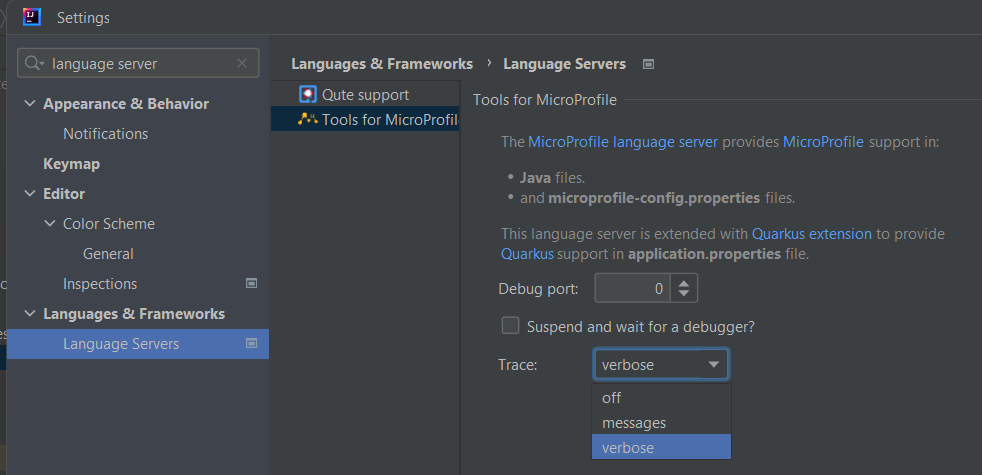 Settings
language server
Appearance & Behavior
Notifications
Keymap
Editor
Color Scheme
General
Inspections
Languages & Frameworks
Language Servers
Languages & Frameworks › Language Servers
Qute support
Tools for MicroProfil
Tools for MicroProfile
The MicroProfile language server provides MicroProfile support in:
• Java files.
• and microprofile-config.properties files.
This language server is extended with Quarkus extension to provide
Quarkus support in application.properties file.
Debug port: 0
Suspend and wait for a debugger?
Trace: verbose
off
messages
verbose